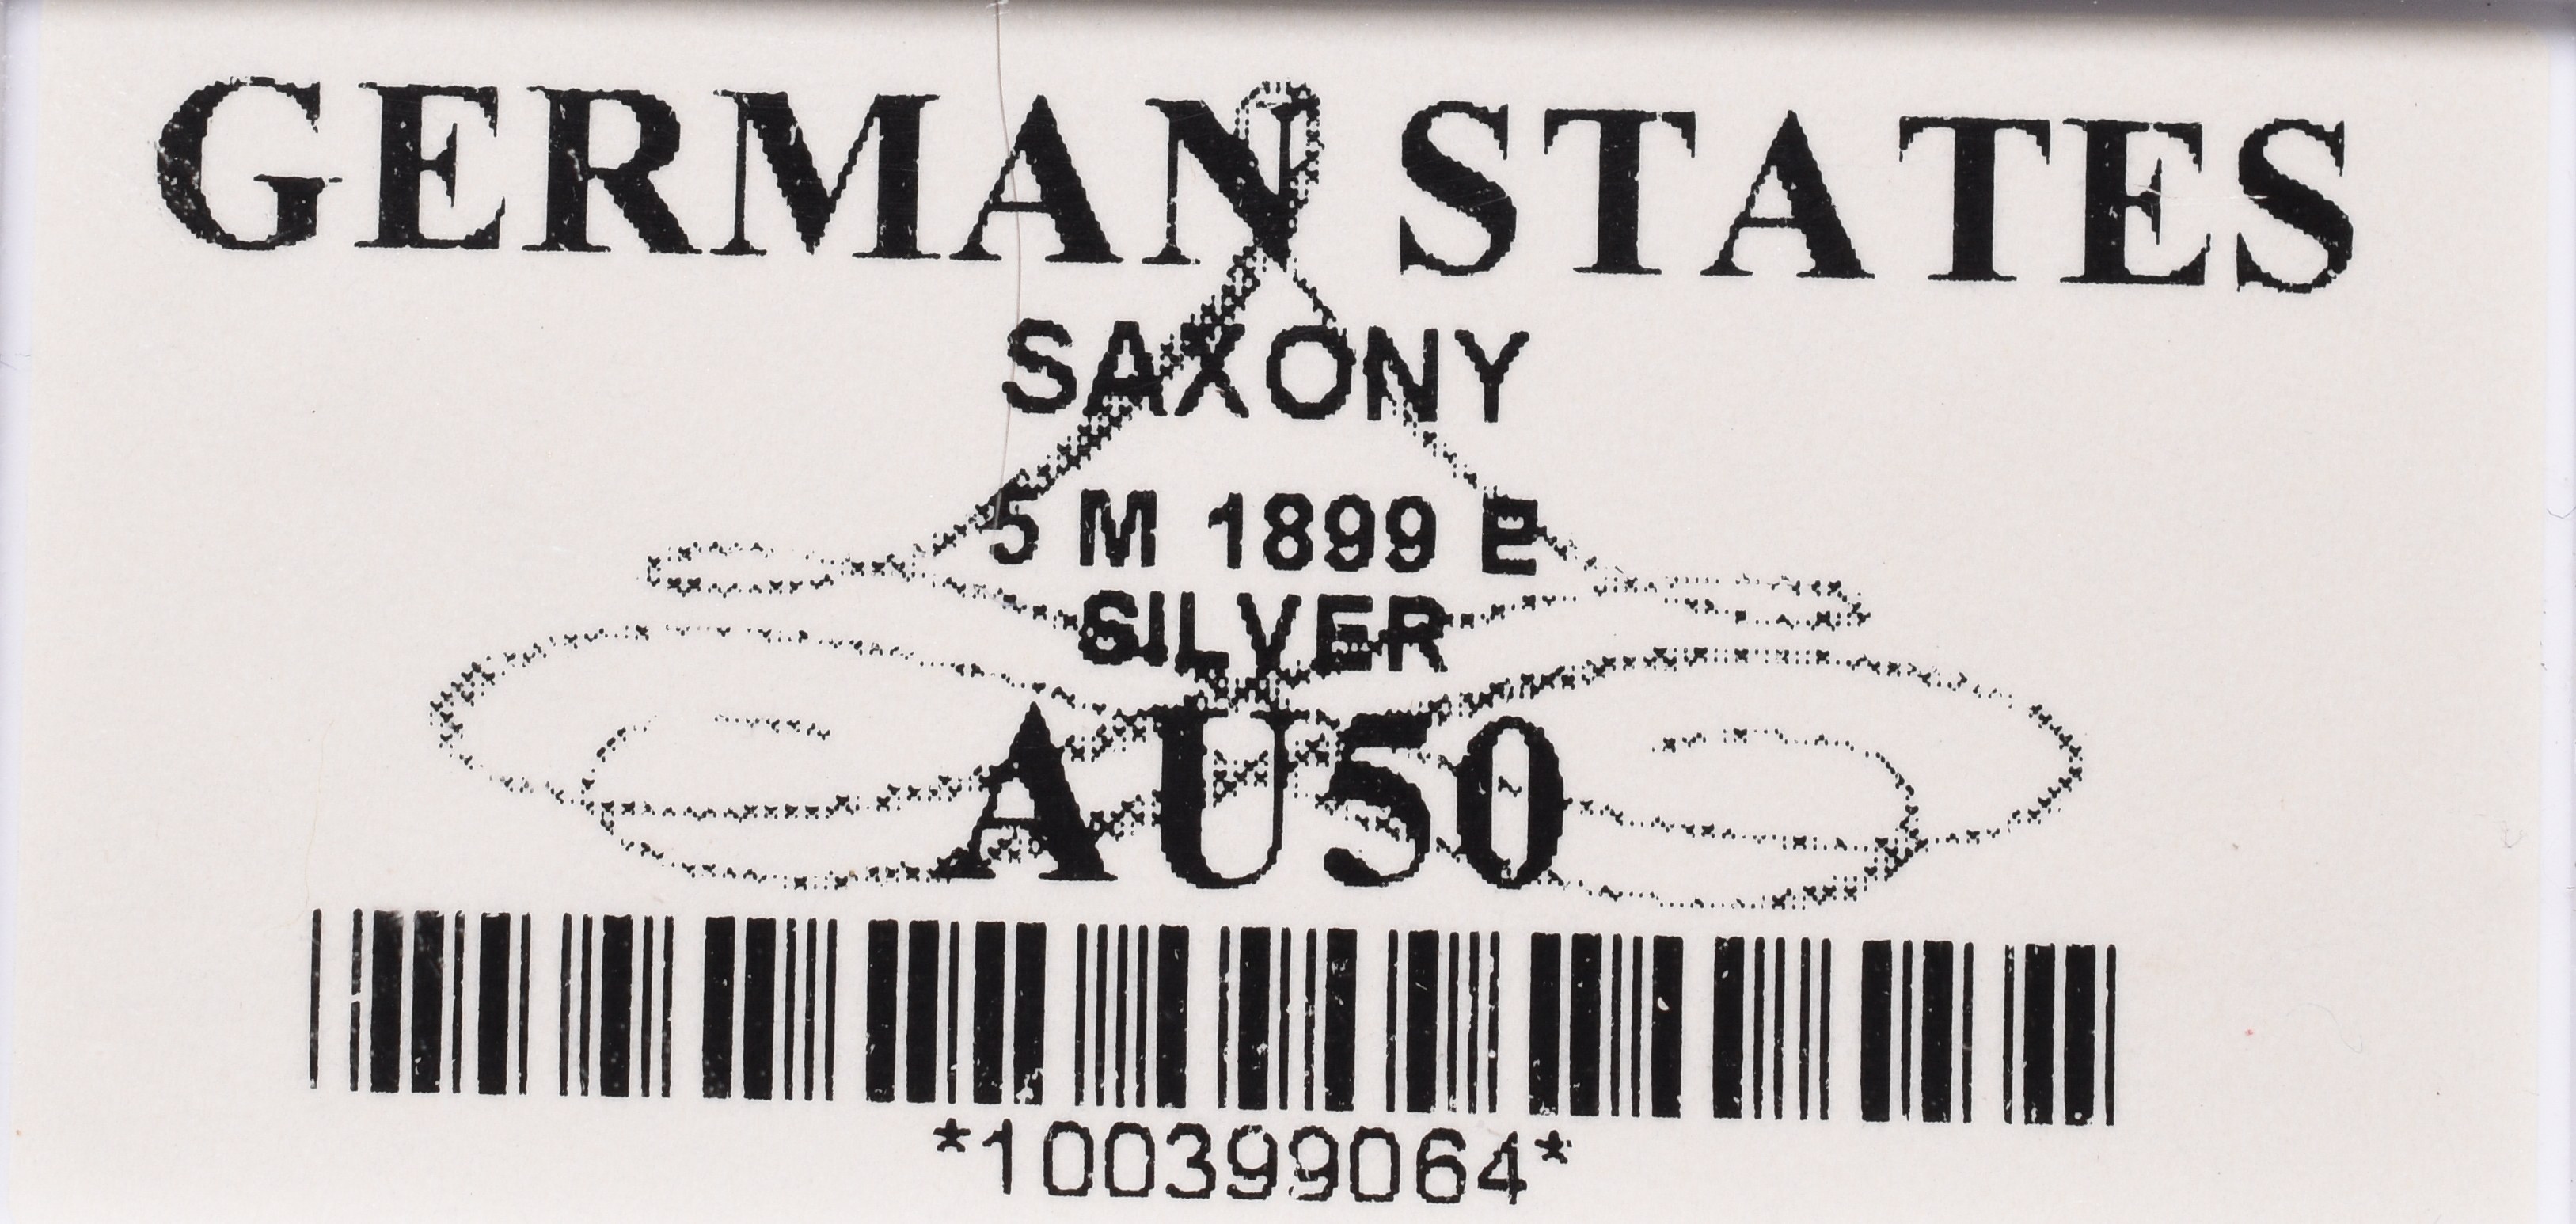 GERMAN STATES
SAXONY
5 M 1899 E
SILVER
AU50
*100399064*